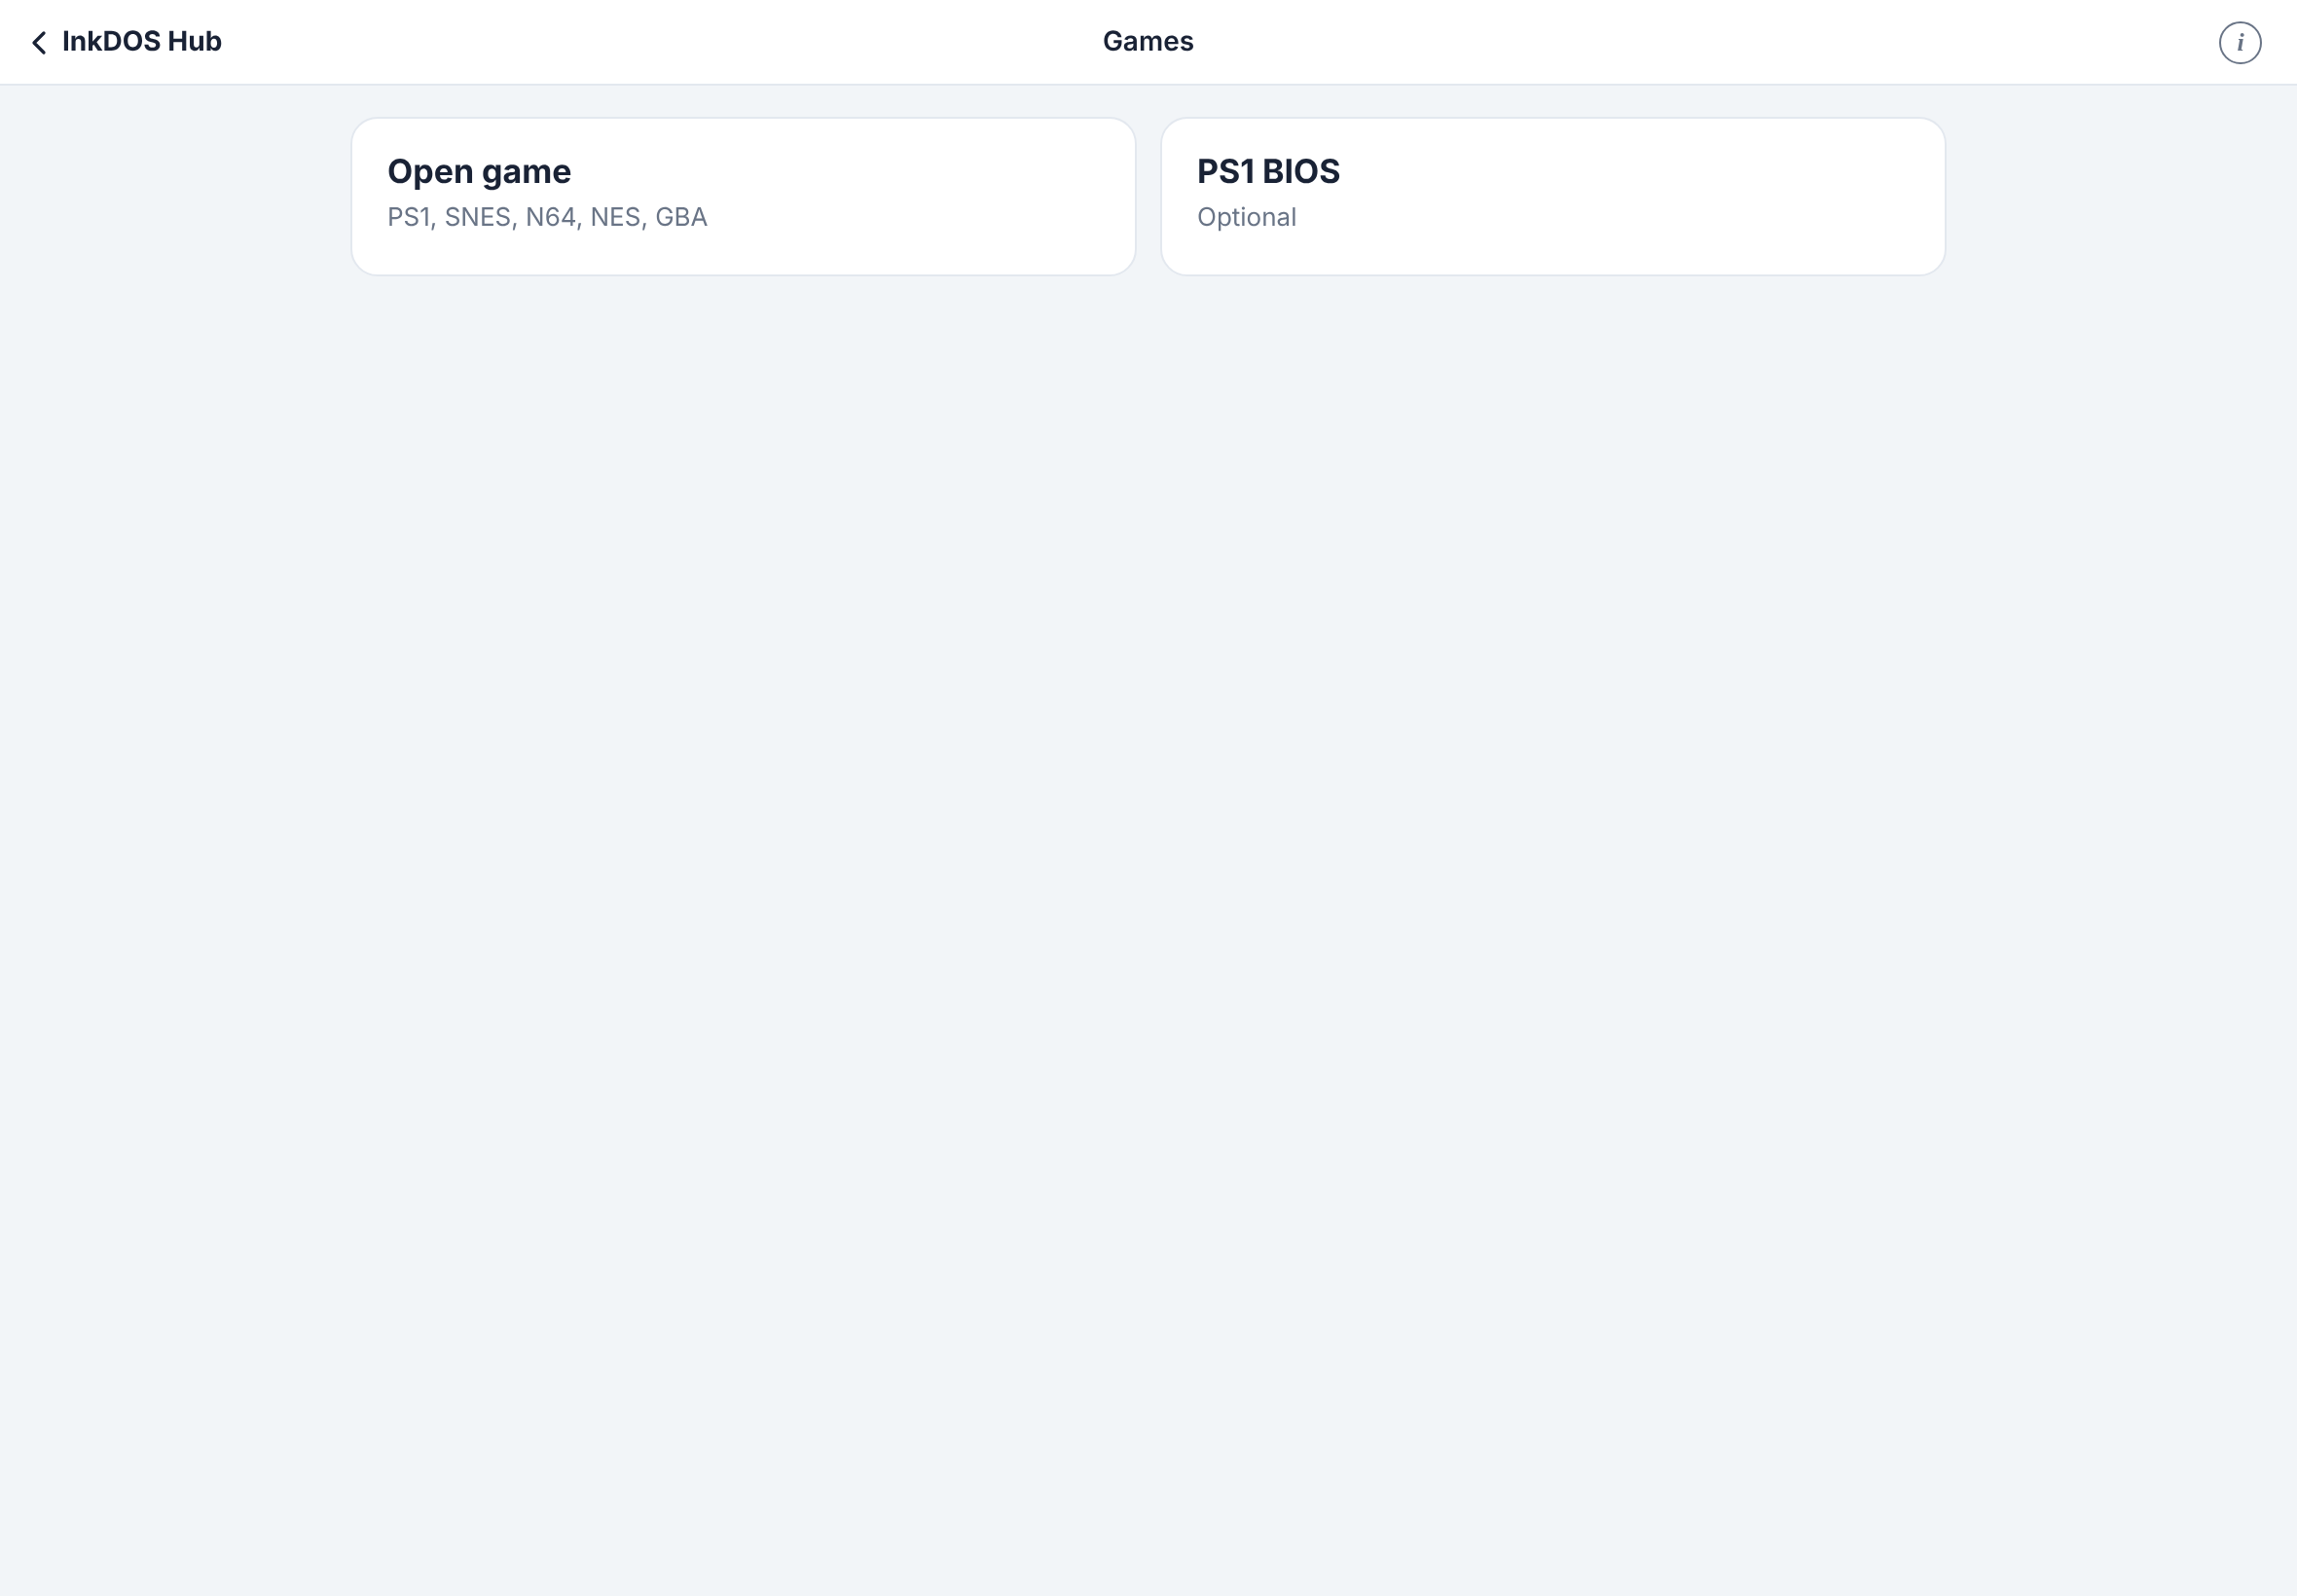 InkDOS Hub
Games
i
Open game
PS1, SNES, N64, NES, GBA
PS1 BIOS
Optional